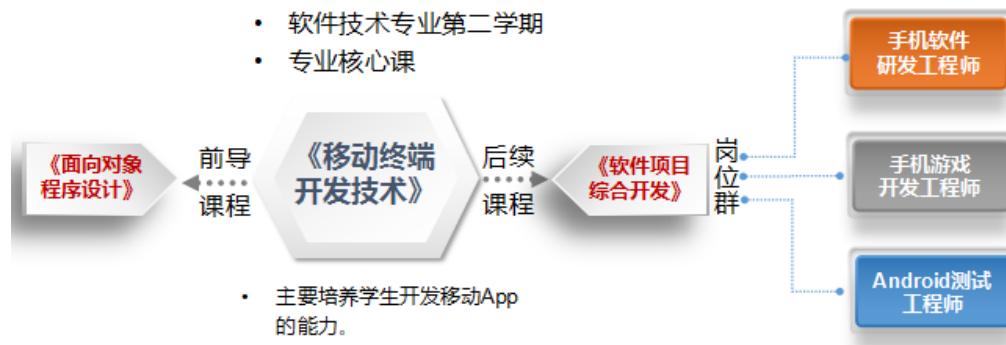 • 软件技术专业第二学期
• 专业核心课
《面向对象
程序设计》
前导
课程
《移动终端
开发技术》
后续
课程
《软件项目
综合开发》
岗
位
群
手机软件
研发工程师
手机游戏
开发工程师
Android测试
工程师
• 主要培养学生开发移动App
的能力。